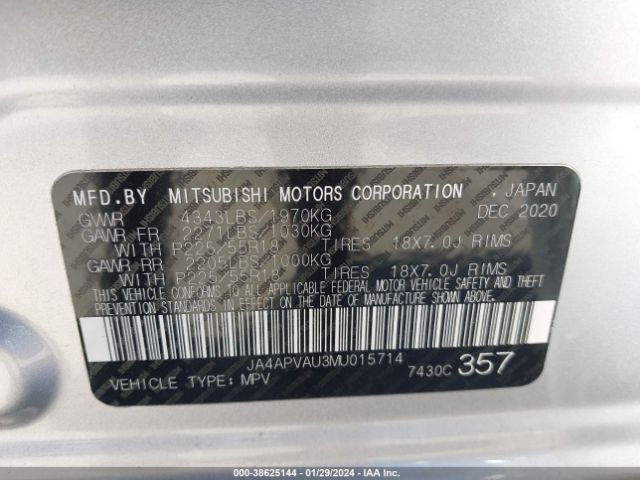 MFD.BY MITSUBISHI MOTORS CORPORATION . JAPAN
GVWR 4343LBS/1970KG DEC 2020
GAWR FR 2271LBS/1030KG
WITH P225/55R18 TIRES 18X7.0J RIMS
GAWR RR 2205LBS/1000KG
WITH P225/55R18 TIRES 18X7.0J RIMS
THIS VEHICLE CONFORMS TO ALL APPLICABLE FEDERAL MOTOR VEHICLE SAFETY AND THEFT
PREVENTION STANDARDS IN EFFECT ON THE DATE OF MANUFACTURE SHOWN ABOVE.
JA4APVAU3MU015714
VEHICLE TYPE: MPV 7430C 357
000-38625144 - 01/29/2024 - IAA Inc.